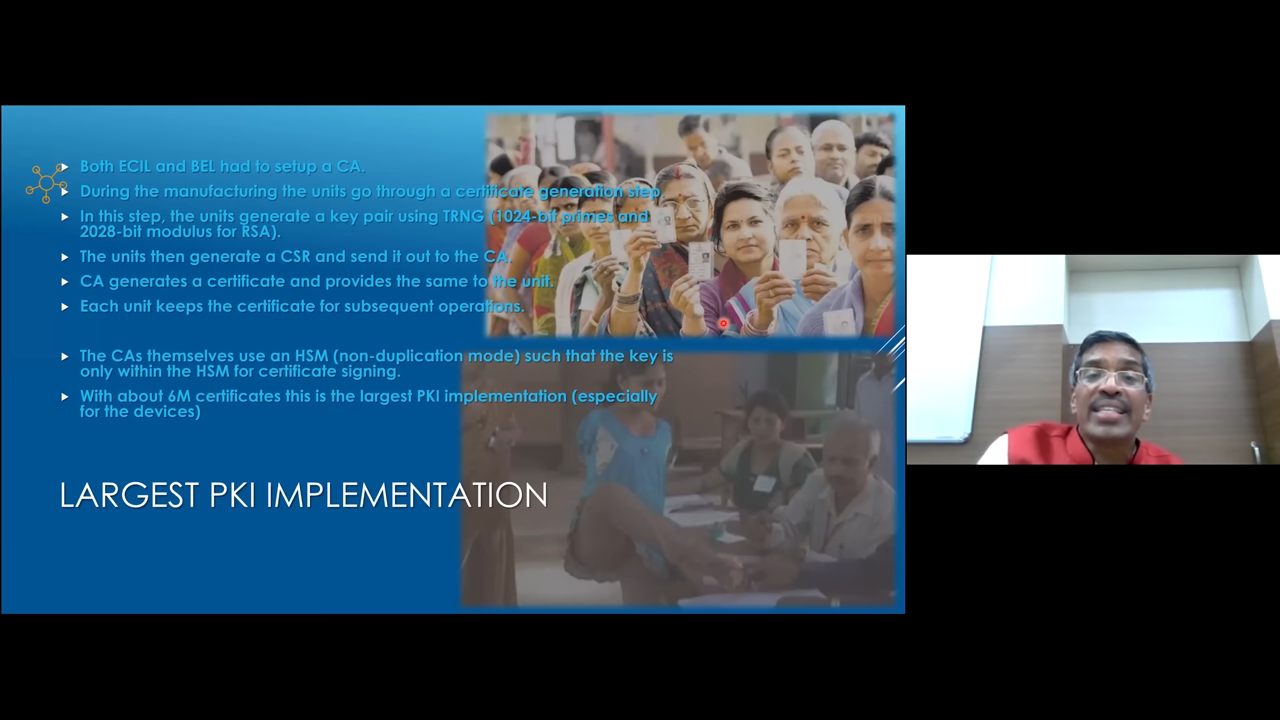 Both ECIL and BEL had to setup a CA.
During the manufacturing the units go through a certificate generation step.
In this step, the units generate a key pair using TRNG (1024-bit primes and
2028-bit modulus for RSA).
The units then generate a CSR and send it out to the CA.
CA generates a certificate and provides the same to the unit.
Each unit keeps the certificate for subsequent operations.
The CAs themselves use an HSM (non-duplication mode) such that the key is
only within the HSM for certificate signing.
With about 6M certificates this is the largest PKI implementation (especially
for the devices)
LARGEST PKI IMPLEMENTATION